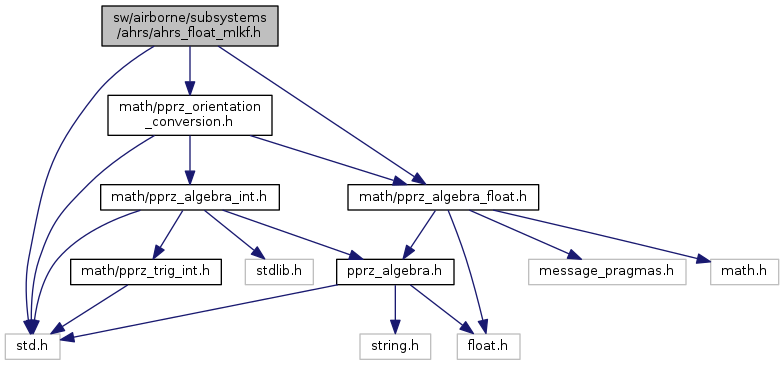 sw/airborne/subsystems
/ahrs/ahrs_float_mlkf.h
math/pprz_orientation
_conversion.h
math/pprz_algebra_int.h
math/pprz_algebra_float.h
math/pprz_trig_int.h
stdlib.h
pprz_algebra.h
message_pragmas.h
math.h
std.h
string.h
float.h